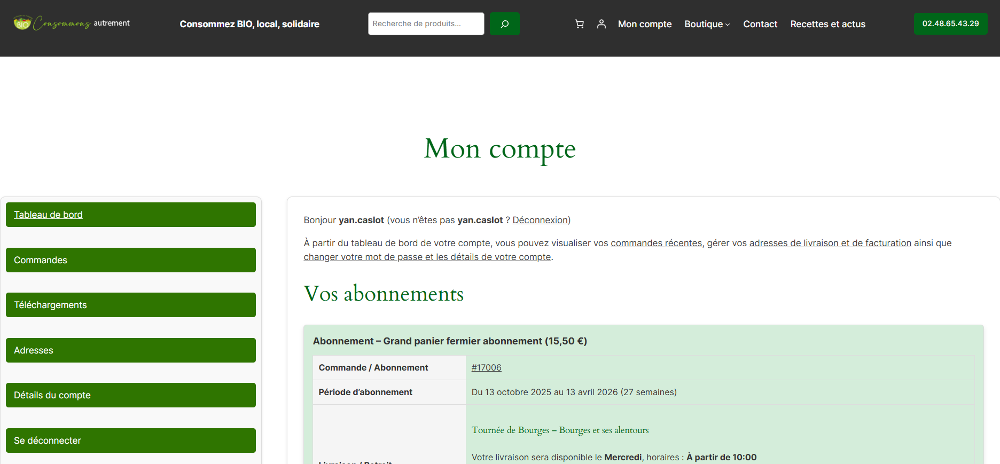 BIO Consommons autrement
Consommez BIO, local, solidaire
Recherche de produits...
Mon compte
Boutique
Contact
Recettes et actus
02.48.65.43.29
Mon compte
Tableau de bord
Commandes
Téléchargements
Adresses
Détails du compte
Se déconnecter
Bonjour yan.caslot (vous n'êtes pas yan.caslot ? Déconnexion)
À partir du tableau de bord de votre compte, vous pouvez visualiser vos commandes récentes, gérer vos adresses de livraison et de facturation ainsi que
changer votre mot de passe et les détails de votre compte.
Vos abonnements
Abonnement – Grand panier fermier abonnement (15,50 €)
Commande / Abonnement
#17006
Période d'abonnement
Du 13 octobre 2025 au 13 avril 2026 (27 semaines)
Tournée de Bourges – Bourges et ses alentours
Votre livraison sera disponible le Mercredi, horaires : À partir de 10:00
Livraison / Retrait